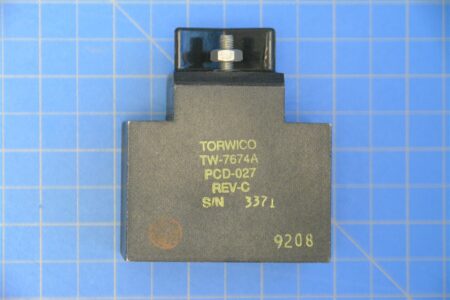 TORWICO
TW-7674A
PCD-027
REV-C
S/N 3371
9208